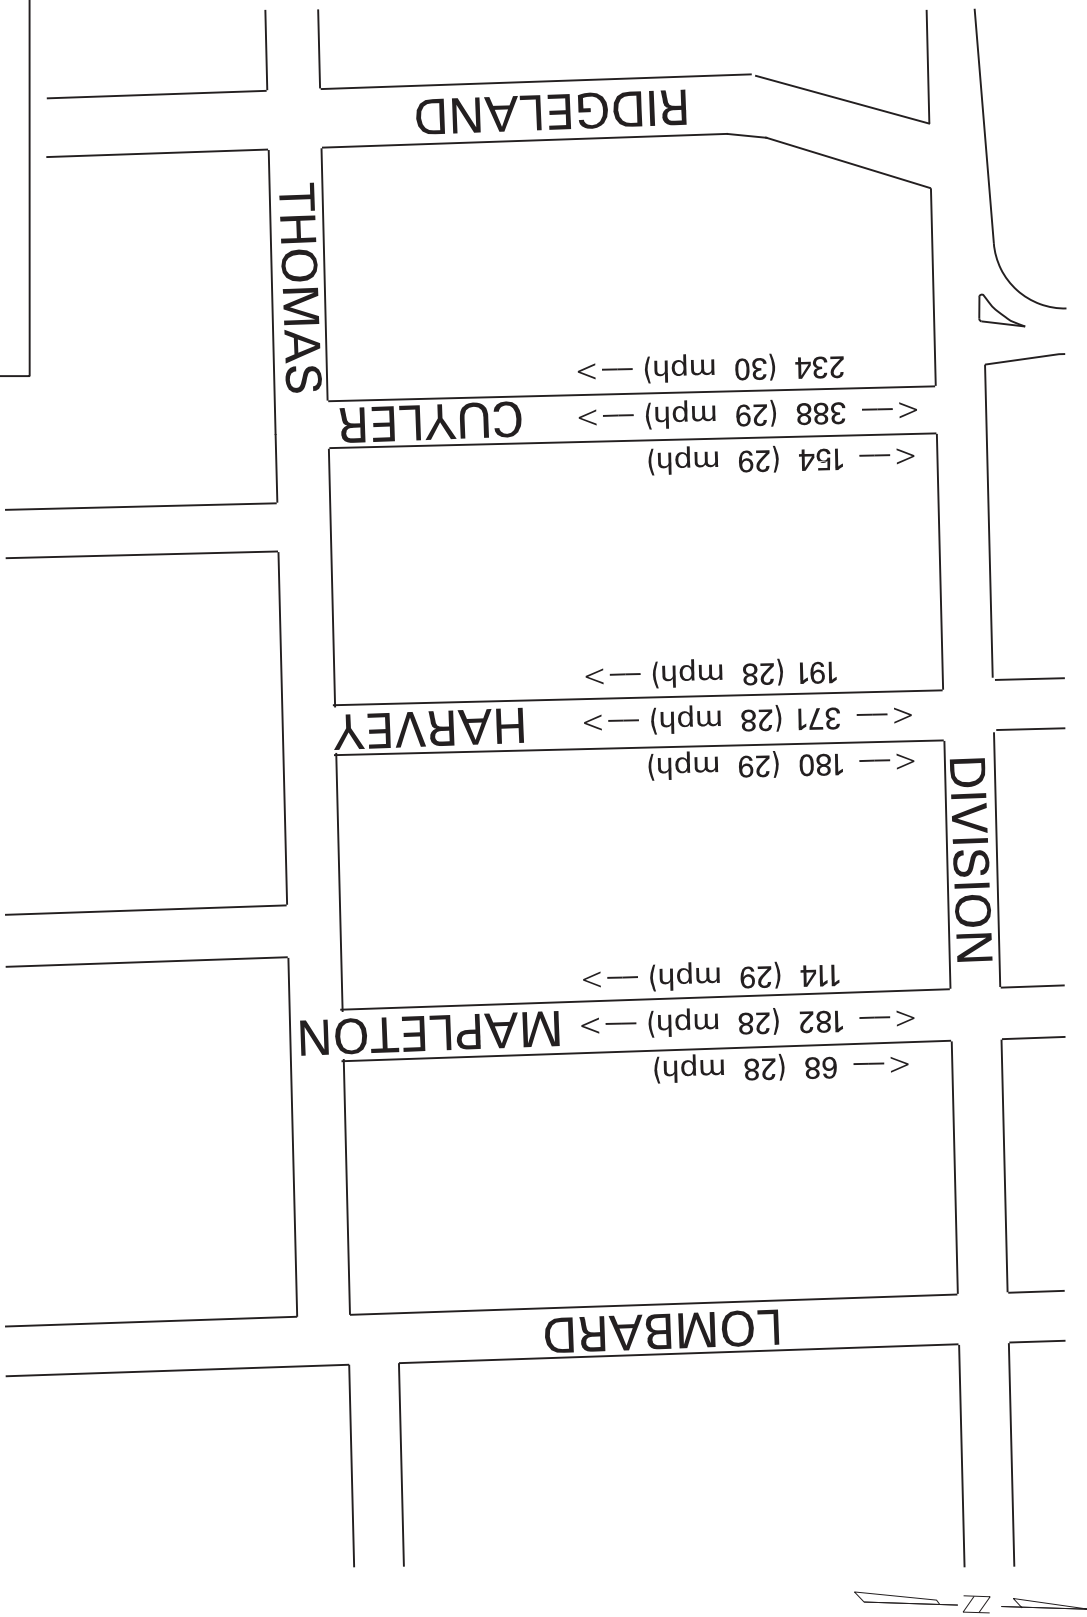 N
LOMBARD
<— 68 (28 mph)
<— 182 (28 mph) —> MAPLETON
114 (29 mph) —>
DIVISION
<— 180 (29 mph)
<— 371 (28 mph) —> HARVEY
191 (28 mph) —>
<— 154 (29 mph)
<— 388 (29 mph) —> CUYLER
234 (30 mph) —>
THOMAS
RIDGELAND